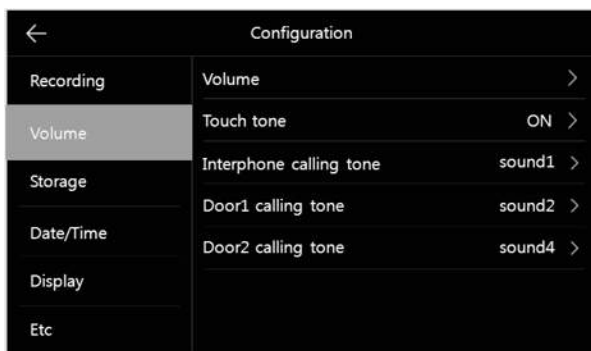 Configuration
Recording
Volume
Storage
Date/Time
Display
Etc
Volume
Touch tone ON
Interphone calling tone sound1
Door1 calling tone sound2
Door2 calling tone sound4